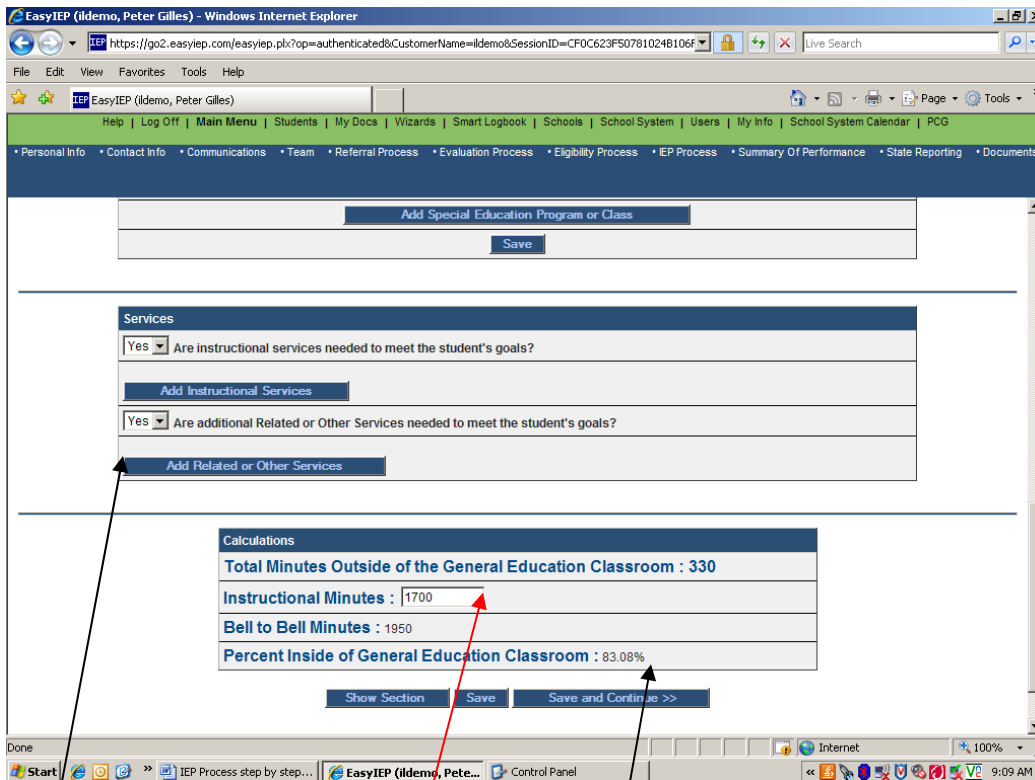 EasyIEP (ildemo, Peter Gilles) - Windows Internet Explorer
IEP https://go2.easyiep.com/easyiep.plx?op=authenticated&CustomerName=ildemo&SessionID=CF0C623F50781024B106F
Live Search
File Edit View Favorites Tools Help
IEP EasyIEP (ildemo, Peter Gilles)
Page Tools
Help | Log Off | Main Menu | Students | My Docs | Wizards | Smart Logbook | Schools | School System | Users | My Info | School System Calendar | PCG
• Personal Info • Contact Info • Communications • Team • Referral Process • Evaluation Process • Eligibility Process • IEP Process • Summary Of Performance • State Reporting • Documents
Add Special Education Program or Class
Save
Services
Yes Are instructional services needed to meet the student's goals?
Add Instructional Services
Yes Are additional Related or Other Services needed to meet the student's goals?
Add Related or Other Services
Calculations
Total Minutes Outside of the General Education Classroom : 330
Instructional Minutes : 1700
Bell to Bell Minutes : 1950
Percent Inside of General Education Classroom : 83.08%
Show Section Save Save and Continue >>
Done Internet 100%
Start » IEP Process step by step... EasyIEP (ildemo, Pete... Control Panel « 9:09 AM